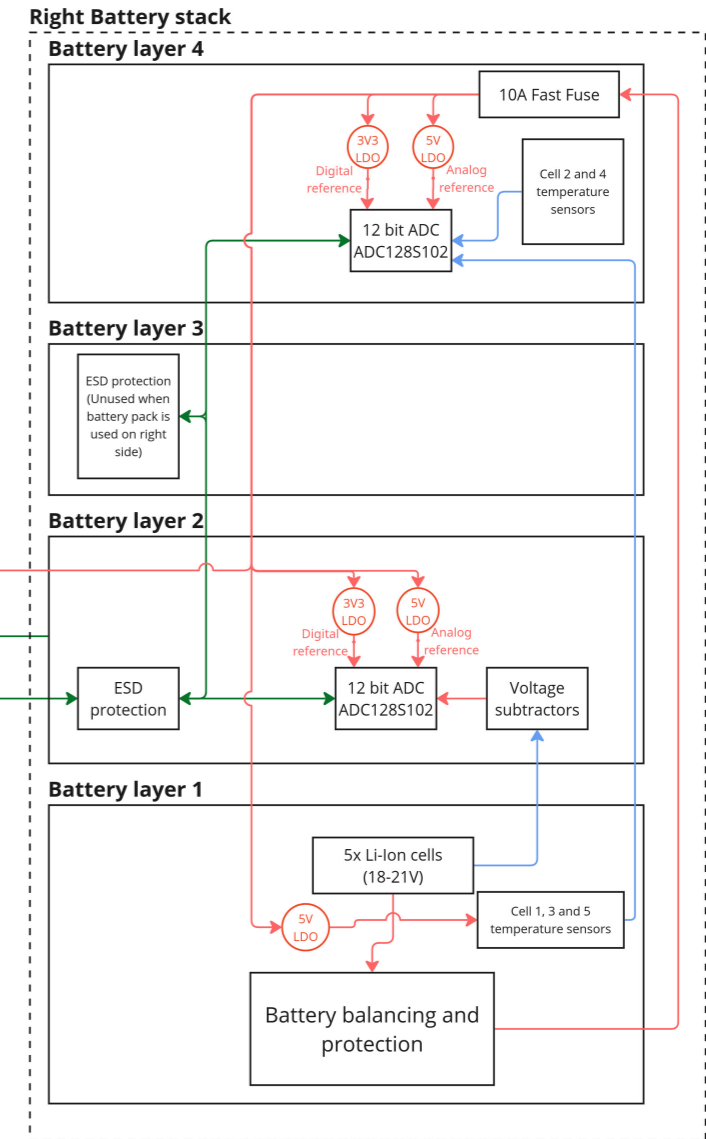 Right Battery stack
Battery layer 4
10A Fast Fuse
3V3
LDO
5V
LDO
Digital
reference
Analog
reference
Cell 2 and 4
temperature
sensors
12 bit ADC
ADC128S102
Battery layer 3
ESD protection
(Unused when
battery pack is
used on right
side)
Battery layer 2
3V3
LDO
5V
LDO
Digital
reference
Analog
reference
ESD
protection
12 bit ADC
ADC128S102
Voltage
subtractors
Battery layer 1
5x Li-Ion cells
(18-21V)
5V
LDO
Cell 1, 3 and 5
temperature sensors
Battery balancing and
protection